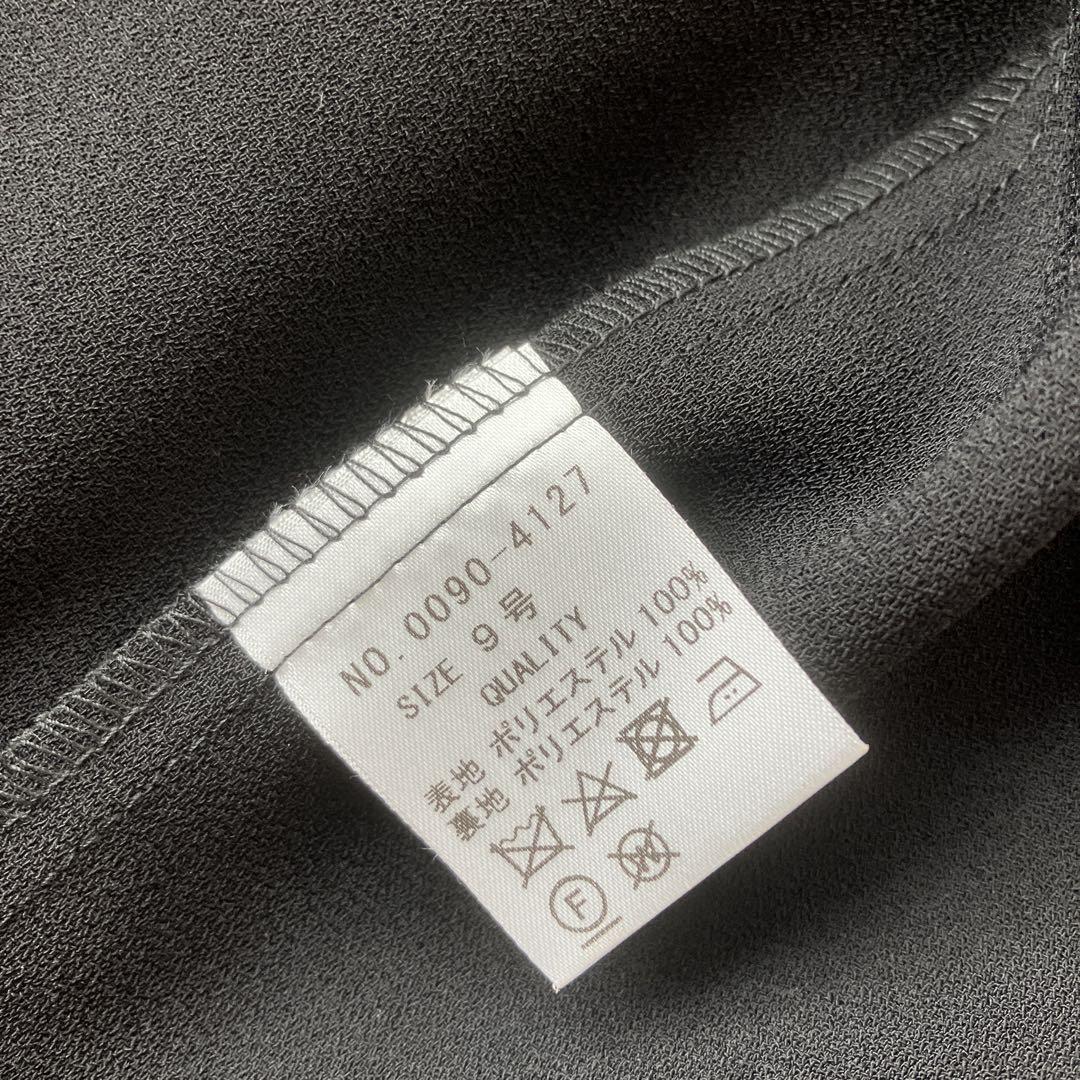 NO. 0090-4127
SIZE 9号
QUALITY
表地 ポリエステル 100%
裏地 ポリエステル 100%
F
W